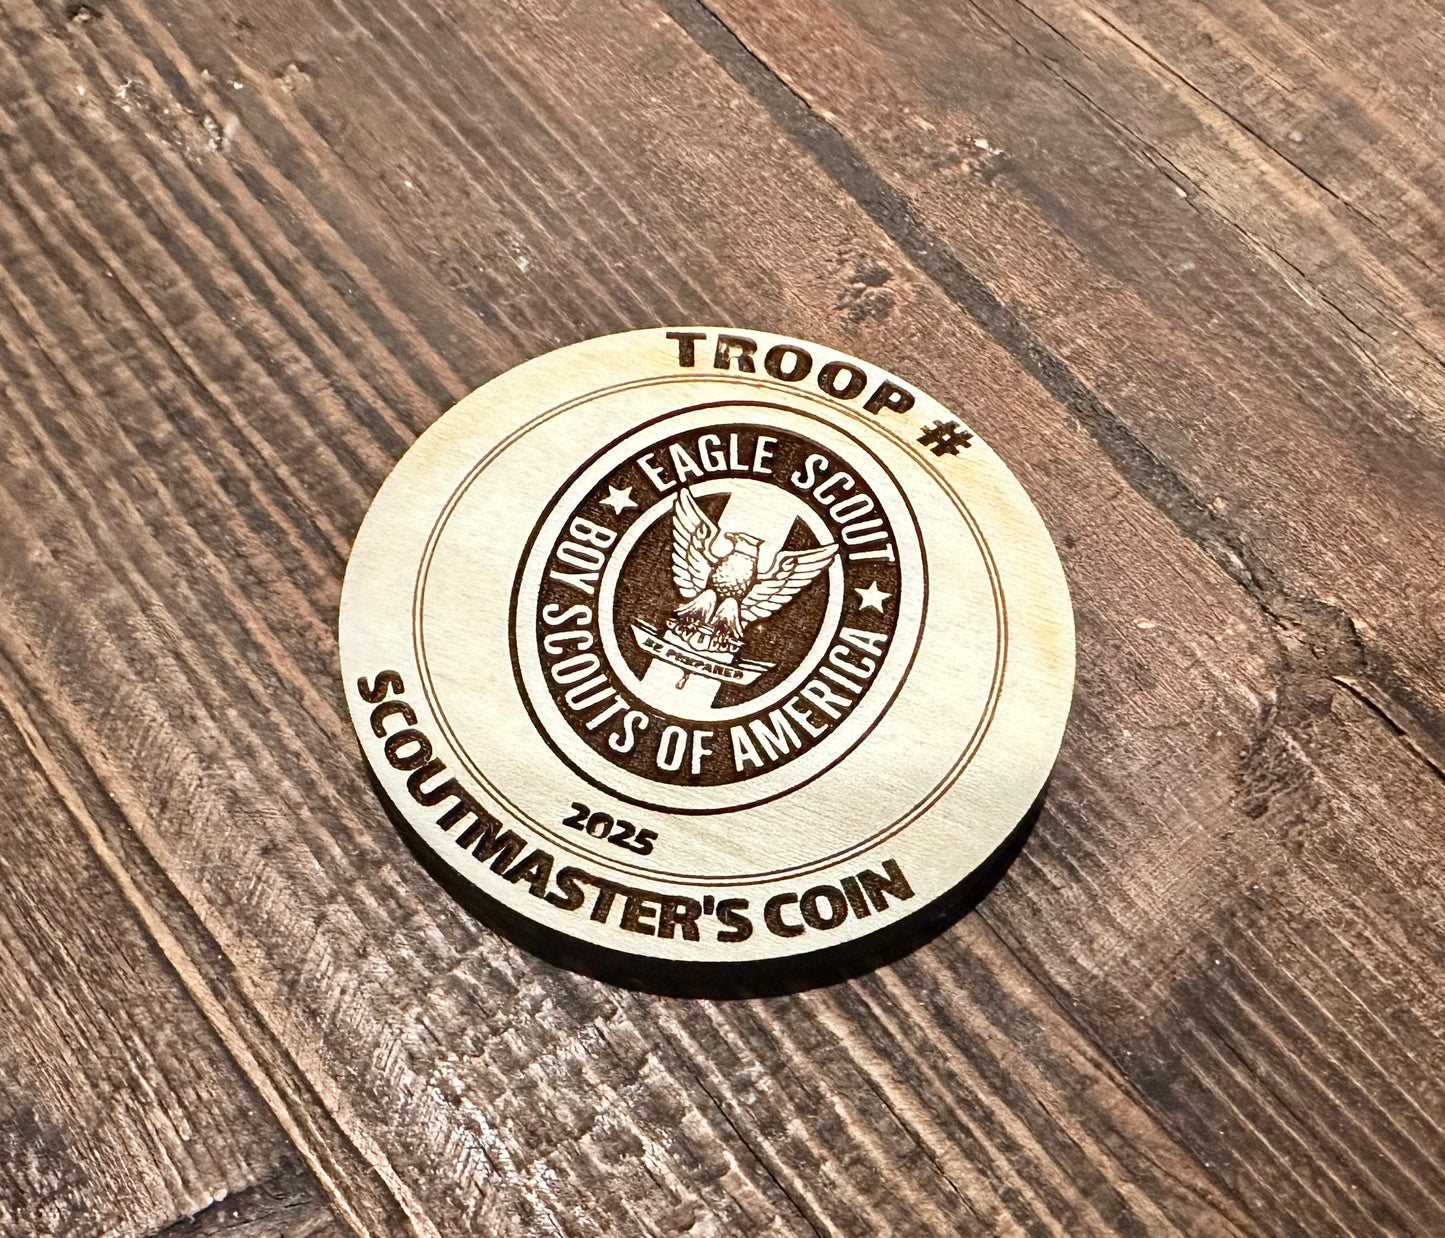 TROOP #
EAGLE SCOUT
BOY SCOUTS OF AMERICA
BE PREPARED
2025
SCOUTMASTER'S COIN